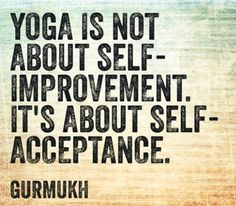 YOGA IS NOT
ABOUT SELF-
IMPROVEMENT.
IT'S ABOUT SELF-
ACCEPTANCE.
GURMUKH